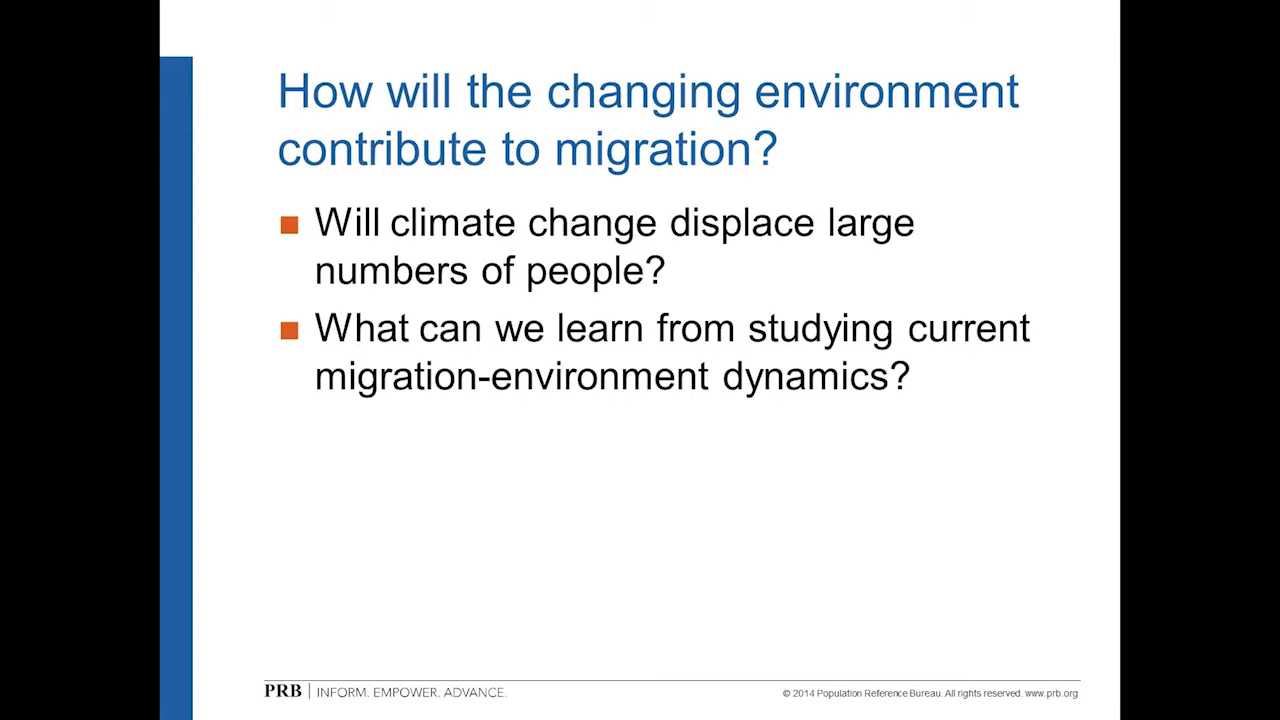 How will the changing environment
contribute to migration?
Will climate change displace large
numbers of people?
What can we learn from studying current
migration-environment dynamics?
PRB | INFORM. EMPOWER. ADVANCE.
© 2014 Population Reference Bureau. All rights reserved. www.prb.org